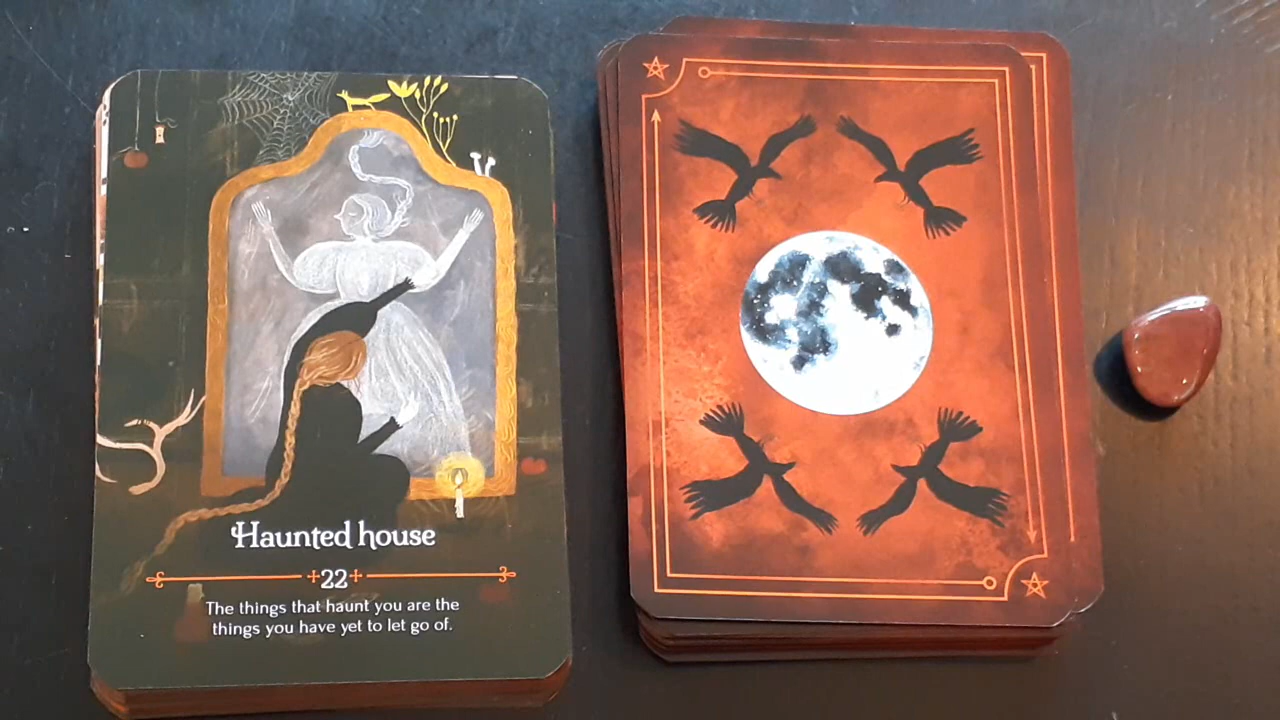 Haunted house
22
The things that haunt you are the
things you have yet to let go of.